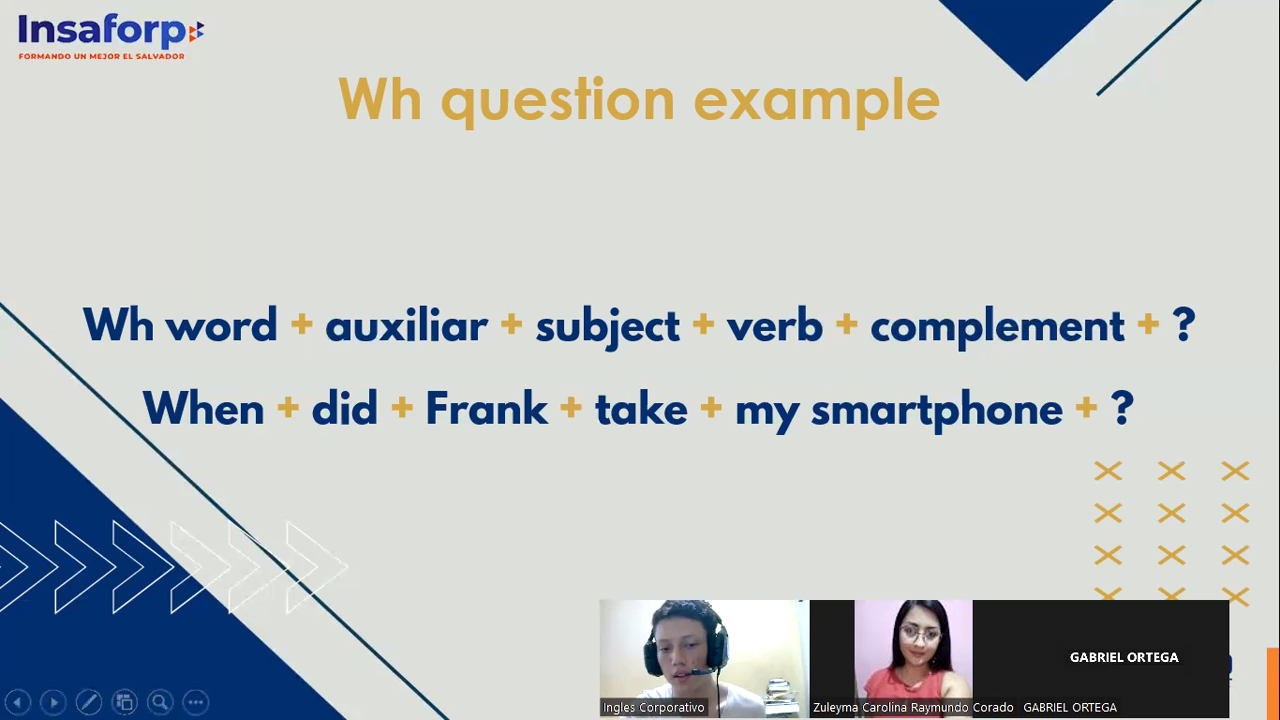 Insaforp
FORMANDO UN MEJOR EL SALVADOR
Wh question example
Wh word + auxiliar + subject + verb + complement + ?
When + did + Frank + take + my smartphone + ?
GABRIEL ORTEGA
Ingles Corporativo
Zuleyma Carolina Raymundo Corado
GABRIEL ORTEGA